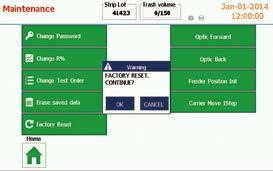 Maintenance
Strip Lot
41423
Trash volume
0/150
Jan-01-2014
12:00:00
Change Password
Change R%
Change Test Order
Erase saved data
Factory Reset
Warning
FACTORY RESET.
CONTINUE?
OK
CANCEL
Optic Forward
Optic Back
Feeder Position Init
Carrier Move 1Step
Home